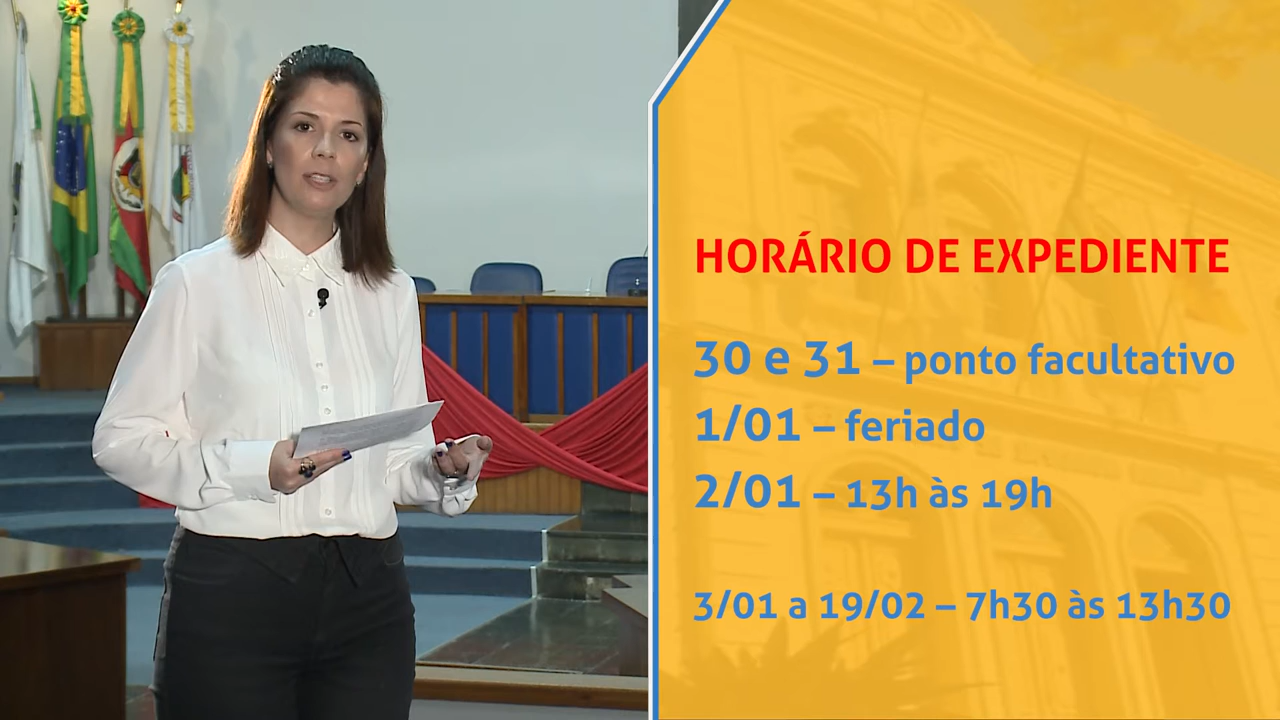 HORÁRIO DE EXPEDIENTE
30 e 31 – ponto facultativo
1/01 – feriado
2/01 – 13h às 19h
3/01 a 19/02 – 7h30 às 13h30